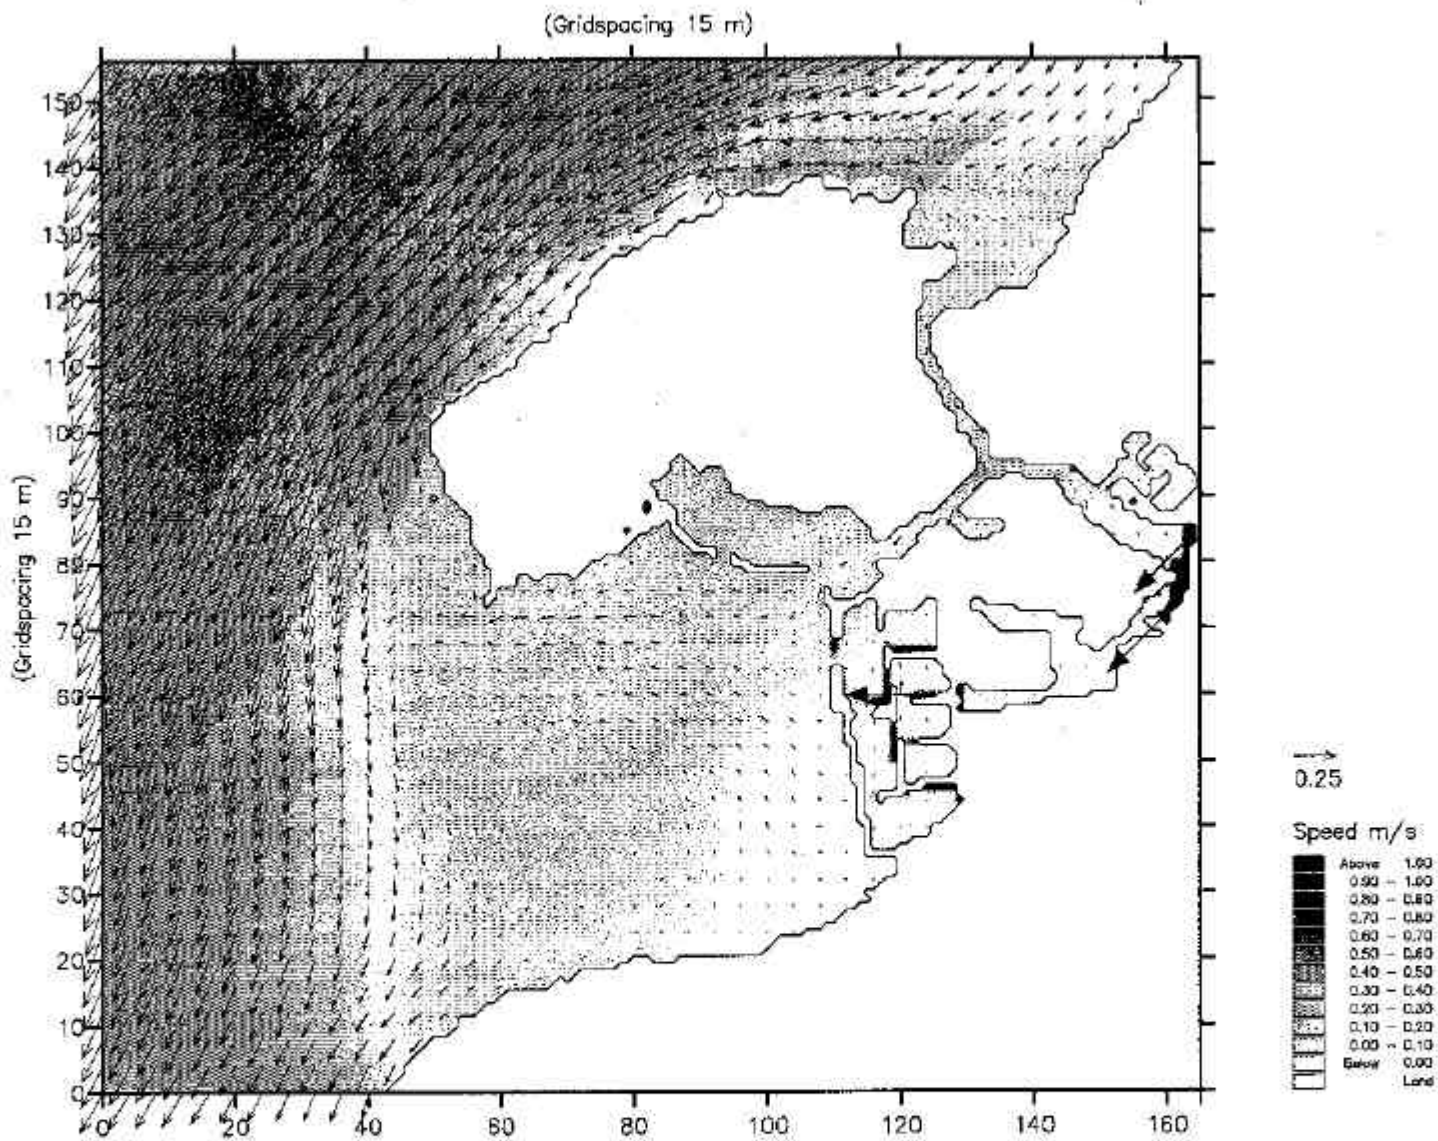 (Gridspacing 15 m)
150
140
130
120
110
100
90
80
70
60
50
40
30
20
10
0
(Gridspacing 15 m)
0 20 40 60 80 100 120 140 160
0.25
Speed m/s
Above 1.00
0.90 - 1.00
0.80 - 0.90
0.70 - 0.80
0.60 - 0.70
0.50 - 0.60
0.40 - 0.50
0.30 - 0.40
0.20 - 0.30
0.10 - 0.20
0.00 - 0.10
Below 0.00
Land